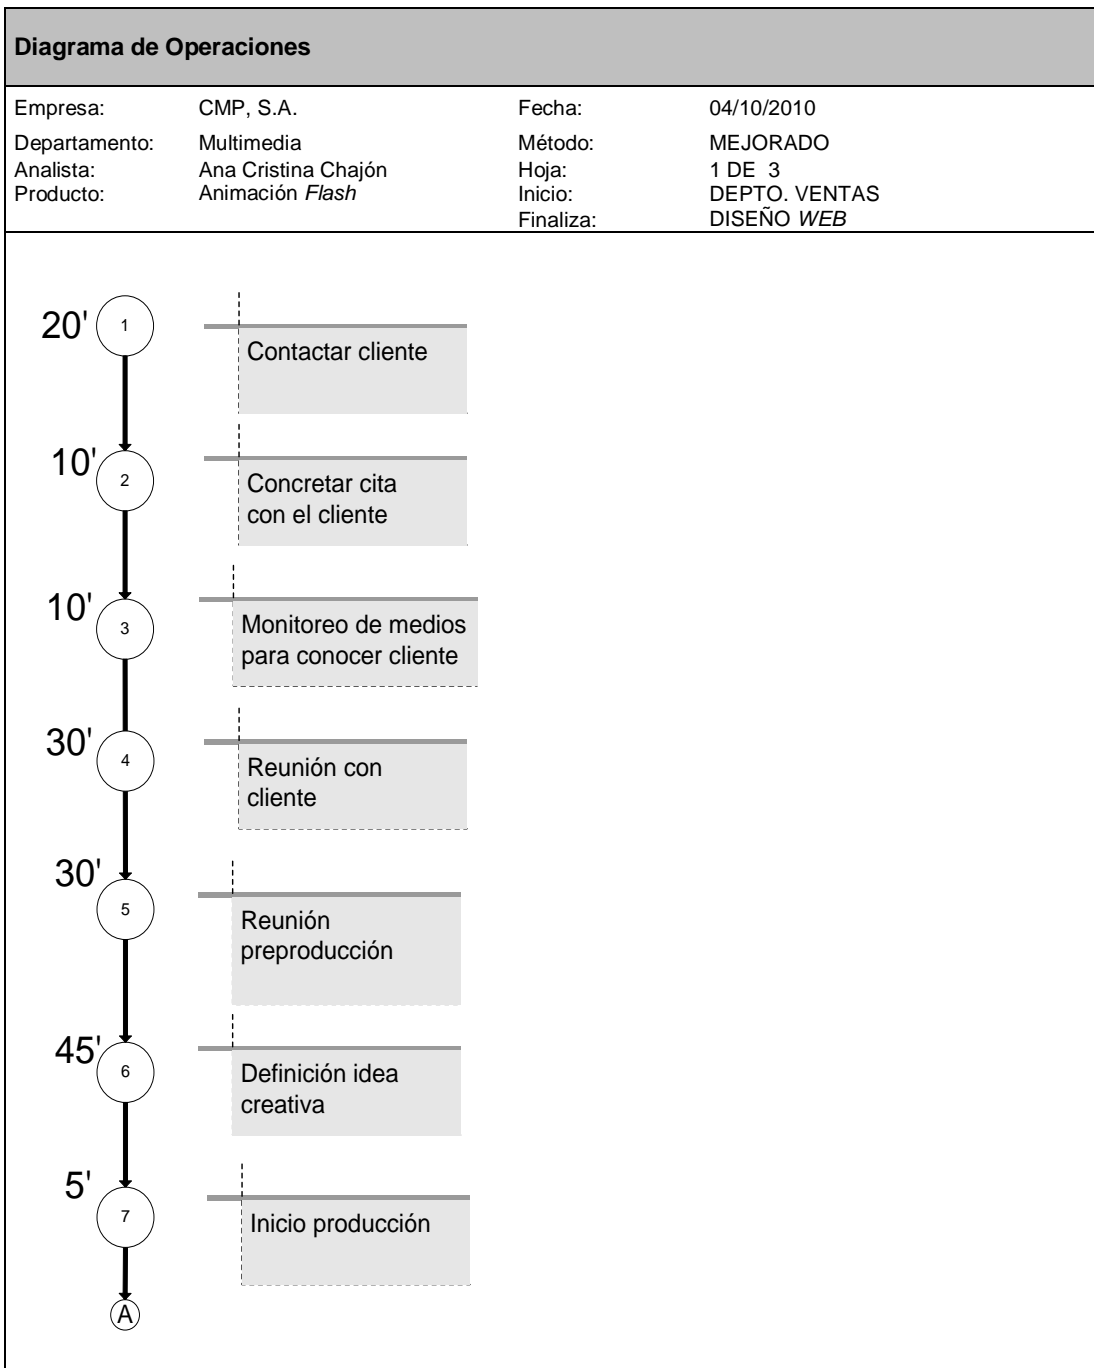 Diagrama de Operaciones
Empresa: CMP, S.A. Fecha: 04/10/2010
Departamento: Multimedia Método: MEJORADO
Analista: Ana Cristina Chajón Hoja: 1 DE 3
Producto: Animación Flash Inicio: DEPTO. VENTAS
Finaliza: DISEÑO WEB
20' 1
Contactar cliente
10' 2
Concretar cita
con el cliente
10' 3
Monitoreo de medios
para conocer cliente
30' 4
Reunión con
cliente
30' 5
Reunión
preproducción
45' 6
Definición idea
creativa
5' 7
Inicio producción
A